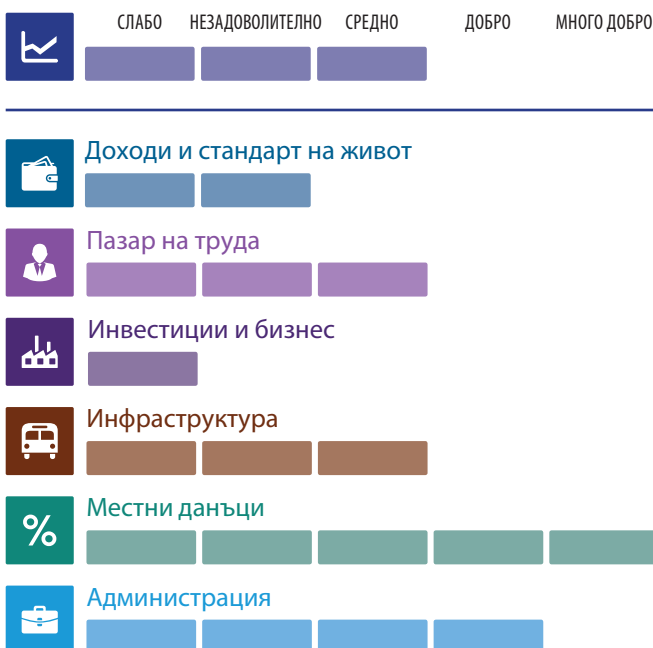 СЛАБО НЕЗАДОВОЛИТЕЛНО СРЕДНО ДОБРО МНОГО ДОБРО
Доходи и стандарт на живот
Пазар на труда
Инвестиции и бизнес
Инфраструктура
Местни данъци
%
Администрация